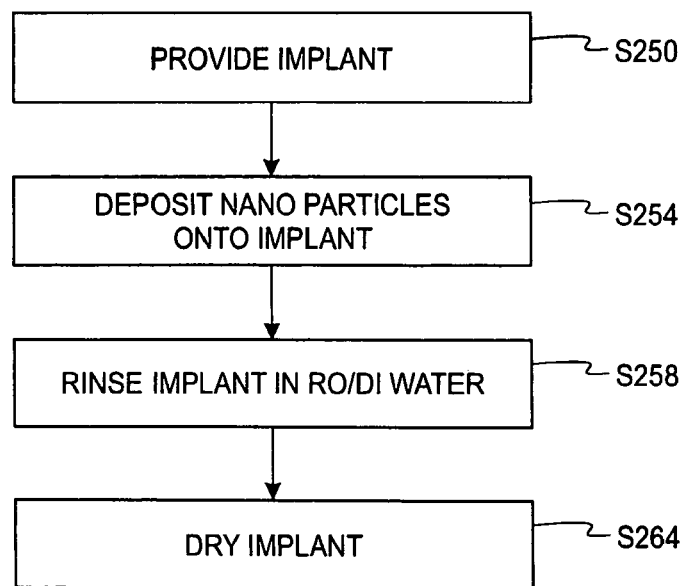 PROVIDE IMPLANT
S250
DEPOSIT NANO PARTICLES
ONTO IMPLANT
S254
RINSE IMPLANT IN RO/DI WATER
S258
DRY IMPLANT
S264